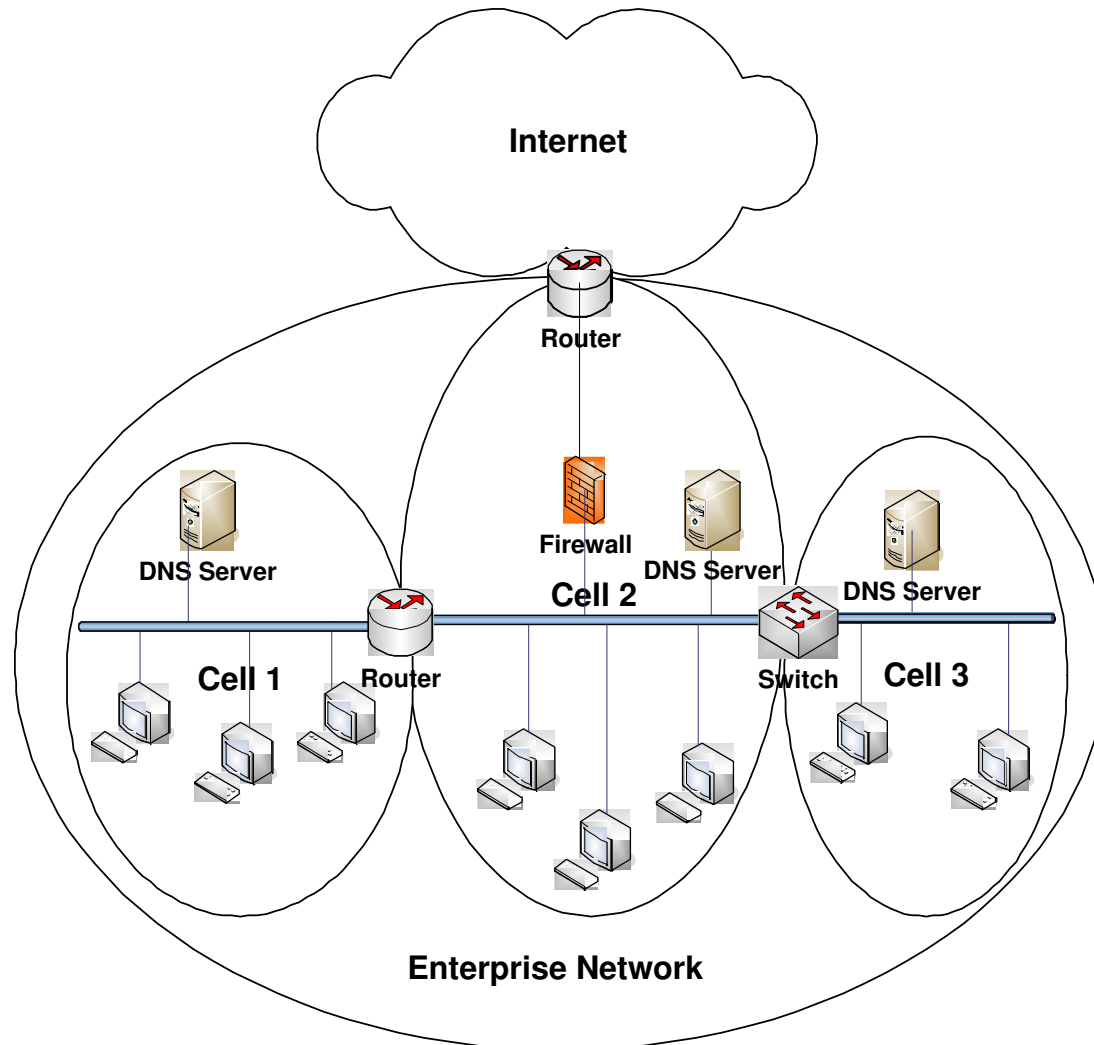 Internet
Router
Firewall
DNS Server
DNS Server
DNS Server
Cell 2
Cell 1
Router
Switch
Cell 3
Enterprise Network